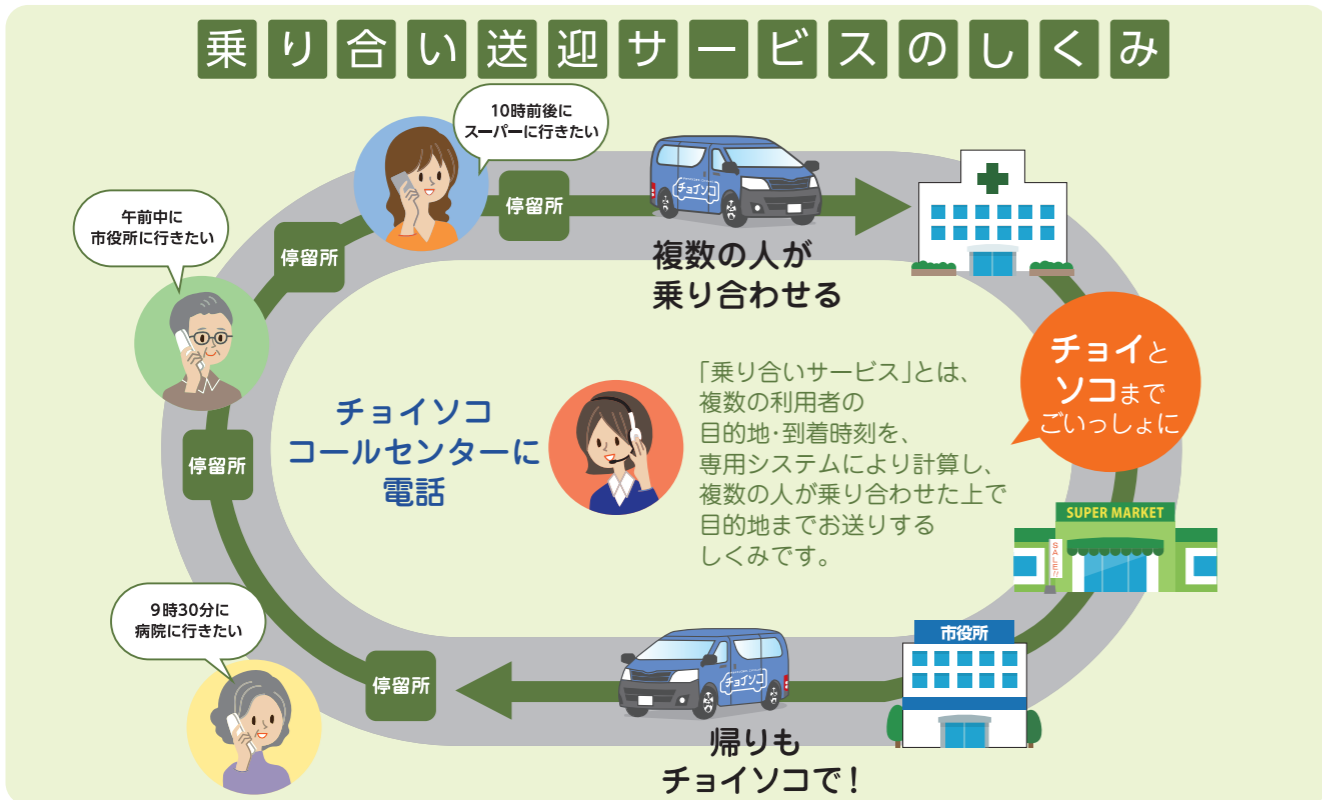 乗り合い送迎サービスのしくみ
10時前後に
スーパーに行きたい
停留所
チョイソコ
複数の人が
乗り合わせる
午前中に
市役所に行きたい
停留所
チョイと
ソコまで
ごいっしょに
チョイソコ
コールセンターに
電話
「乗り合いサービス」とは、
複数の利用者の
目的地・到着時刻を、
専用システムにより計算し、
複数の人が乗り合わせた上で
目的地までお送りする
しくみです。
停留所
SUPER MARKET
SALE!!
9時30分に
病院に行きたい
停留所
チョイソコ
市役所
帰りも
チョイソコで！